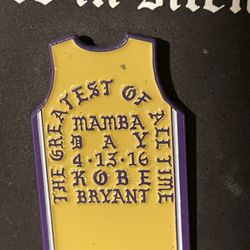 THE GREATEST OF ALL TIME
MAMBA
DAY
4·13·16
KOBE
BRYANT